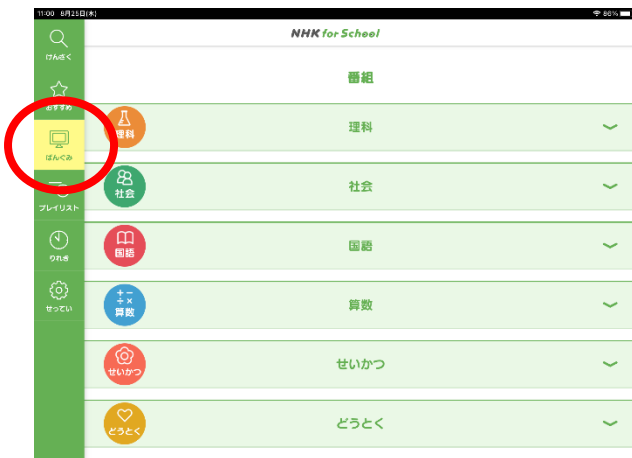 11:00 8月25日(水)
86%
NHK for School
けんさく
おすすめ
ばんぐみ
プレイリスト
りれき
せってい
番組
理科
理科
社会
社会
国語
国語
算数
算数
せいかつ
せいかつ
どうとく
どうとく